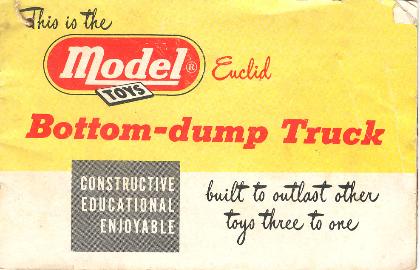 This is the
Model® Euclid
TOYS
Bottom-dump Truck
CONSTRUCTIVE
EDUCATIONAL
ENJOYABLE
built to outlast other
toys three to one